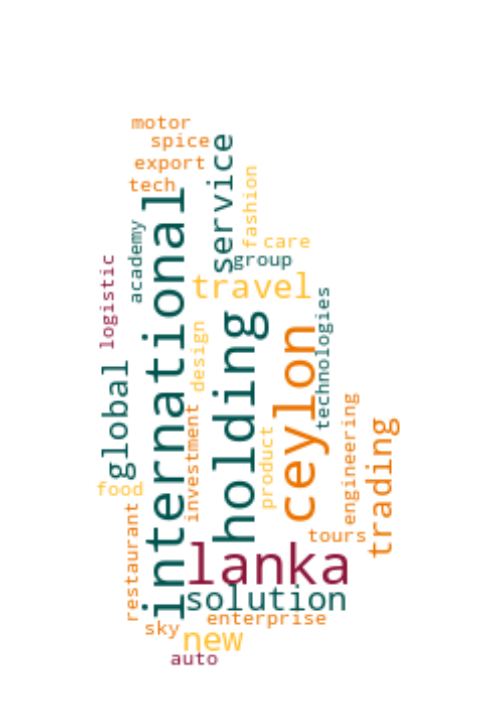 motor
spice
export
tech
service
fashion
international
academy
care
group
logistic
travel
technologies
holding
design
ceylon
global
engineering
investment
trading
product
food
restaurant
tours
lanka
solution
enterprise
sky
new
auto